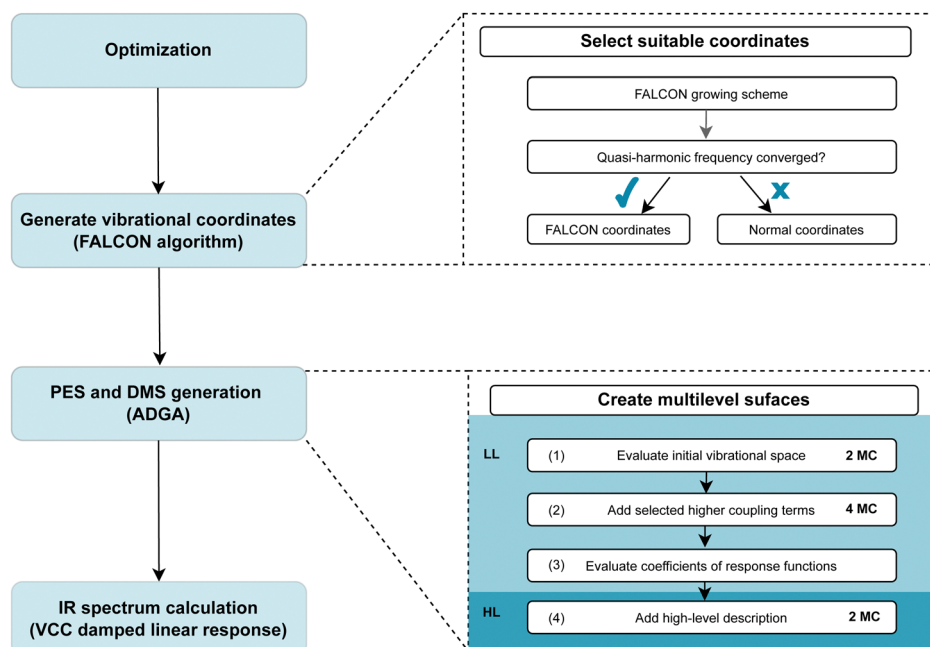 Optimization
Generate vibrational coordinates
(FALCON algorithm)
PES and DMS generation
(ADGA)
IR spectrum calculation
(VCC damped linear response)
Select suitable coordinates
FALCON growing scheme
Quasi-harmonic frequency converged?
FALCON coordinates
Normal coordinates
Create multilevel sufaces
LL
(1) Evaluate initial vibrational space 2 MC
(2) Add selected higher coupling terms 4 MC
(3) Evaluate coefficients of response functions
HL
(4) Add high-level description 2 MC